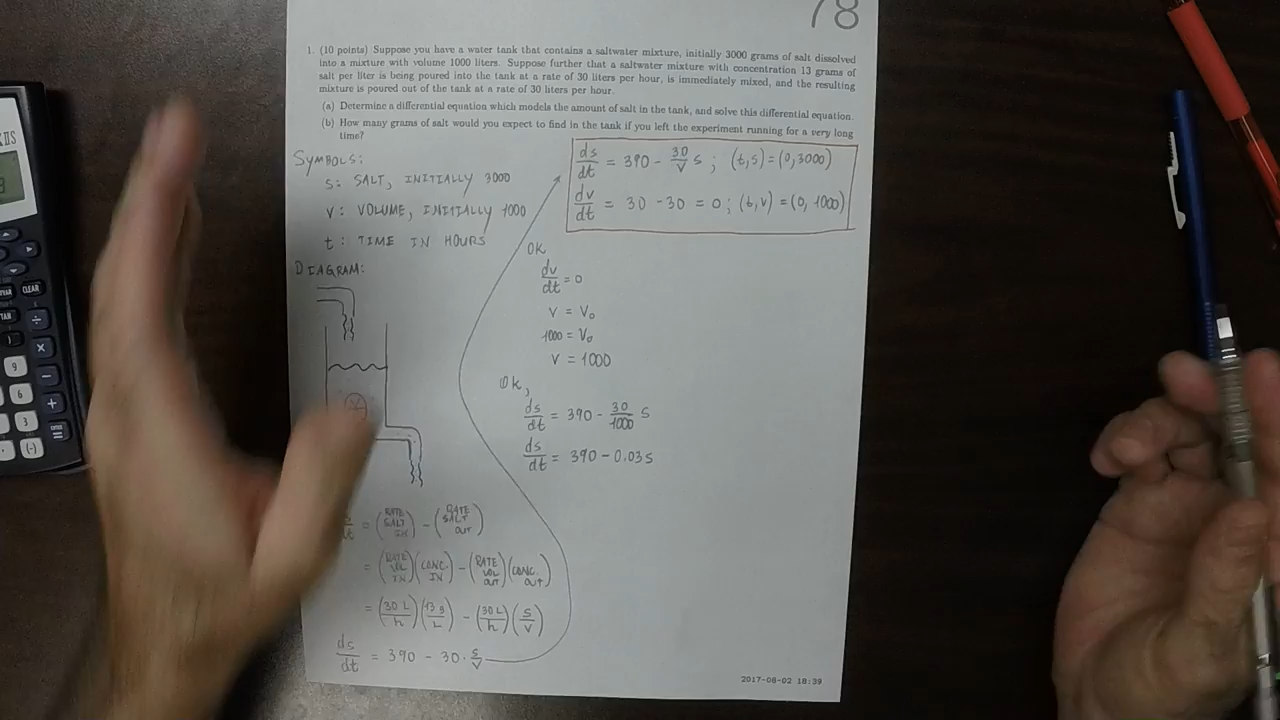 78
1. (10 points) Suppose you have a water tank that contains a saltwater mixture, initially 3000 grams of salt dissolved
into a mixture with volume 1000 liters. Suppose further that a saltwater mixture with concentration 13 grams of
salt per liter is being poured into the tank at a rate of 30 liters per hour, is immediately mixed, and the resulting
mixture is poured out of the tank at a rate of 30 liters per hour.
(a) Determine a differential equation which models the amount of salt in the tank, and solve this differential equation.
(b) How many grams of salt would you expect to find in the tank if you left the experiment running for a very long
time?
SYMBOLS:
S: SALT, INITIALLY 3000
V: VOLUME, INITIALLY 1000
t: TIME IN HOURS
DIAGRAM:
= (RATE SALT IN) - (RATE SALT OUT)
= (RATE VOL IN)(CONC. IN) - (RATE VOL OUT)(CONC. OUT)
= (30 L/h)(13 g/L) - (30 L/h)(S/V)
ds/dt = 390 - 30 · S/V
ds/dt = 390 - 30/V S ; (t,s) = (0,3000)
dv/dt = 30 - 30 = 0 ; (t,v) = (0, 1000)
OK
dv/dt = 0
V = V₀
1000 = V₀
V = 1000
OK,
ds/dt = 390 - 30/1000 S
ds/dt = 390 - 0.03 S
2017-08-02 18:39
CLEAR
9
6
3
(-)